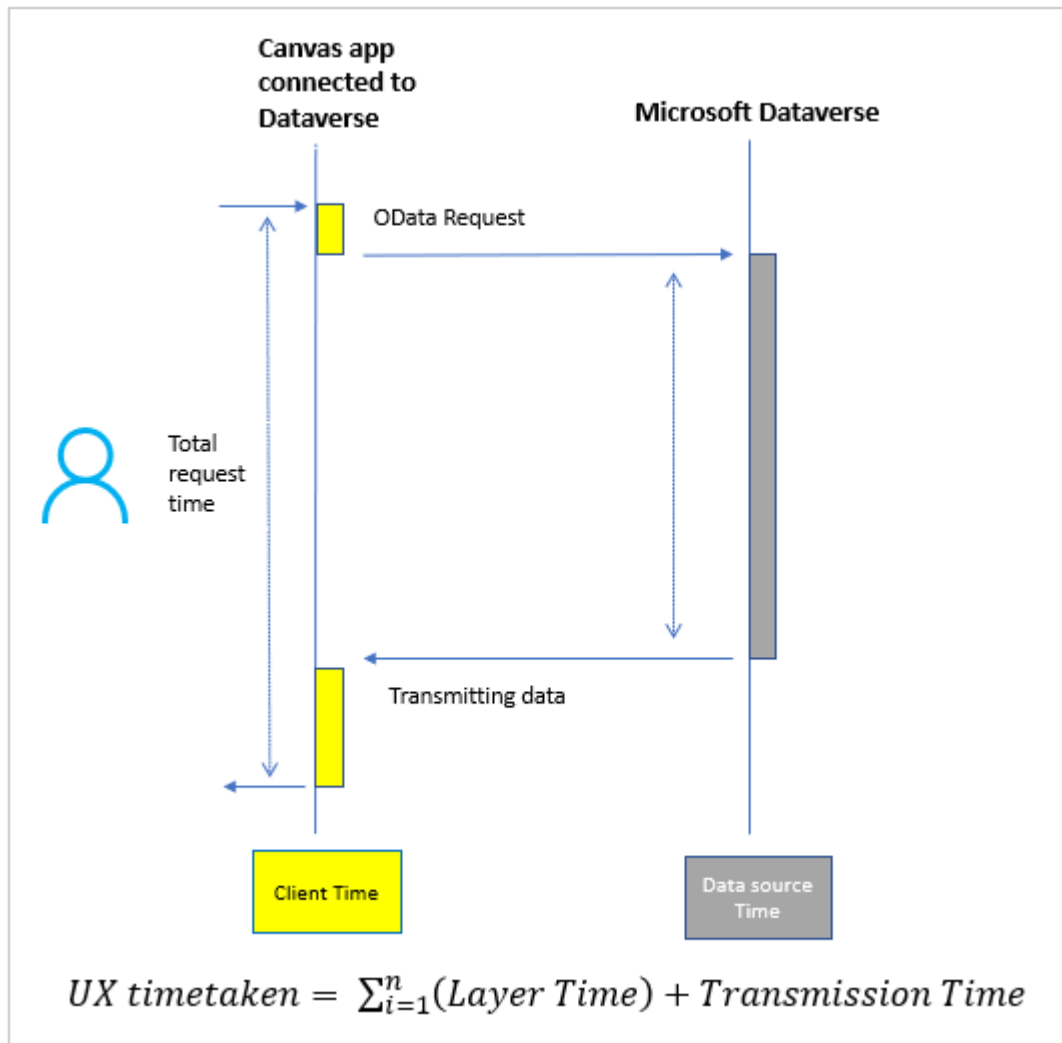 Canvas app
connected to
Dataverse
Microsoft Dataverse
OData Request
Total
request
time
Transmitting data
Client Time
Data source
Time
UX timetaken = ∑ⁿᵢ₌₁(Layer Time) + Transmission Time